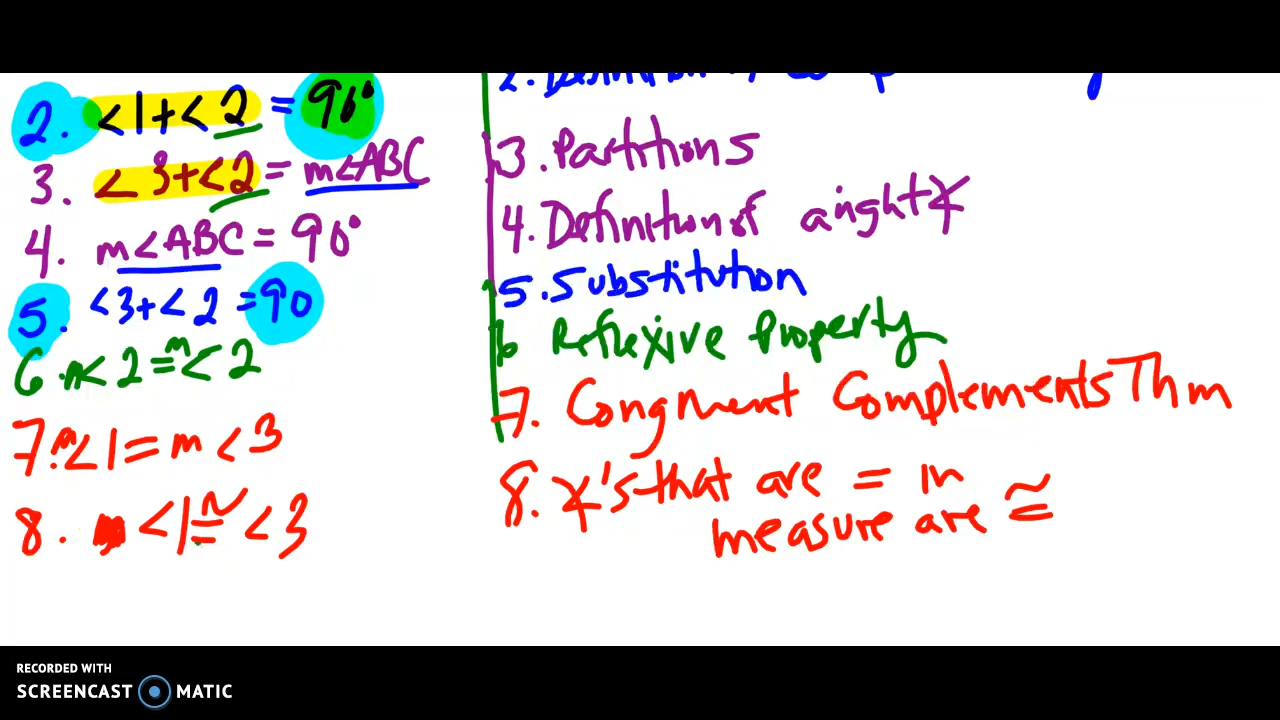 2. <1+<2 = 90°
3. <3+<2 = m<ABC
4. m<ABC = 90°
5. <3+<2 = 90
6. m<2 = m<2
7. m<1 = m<3
8. <1 ≅ <3
2. Definition
3. Partitions
4. Definition of a right ∡
5. Substitution
6 Reflexive Property
7. Congruent Complements Thm
8. ∡'s that are = in
measure are ≅
RECORDED WITH
SCREENCAST MATIC